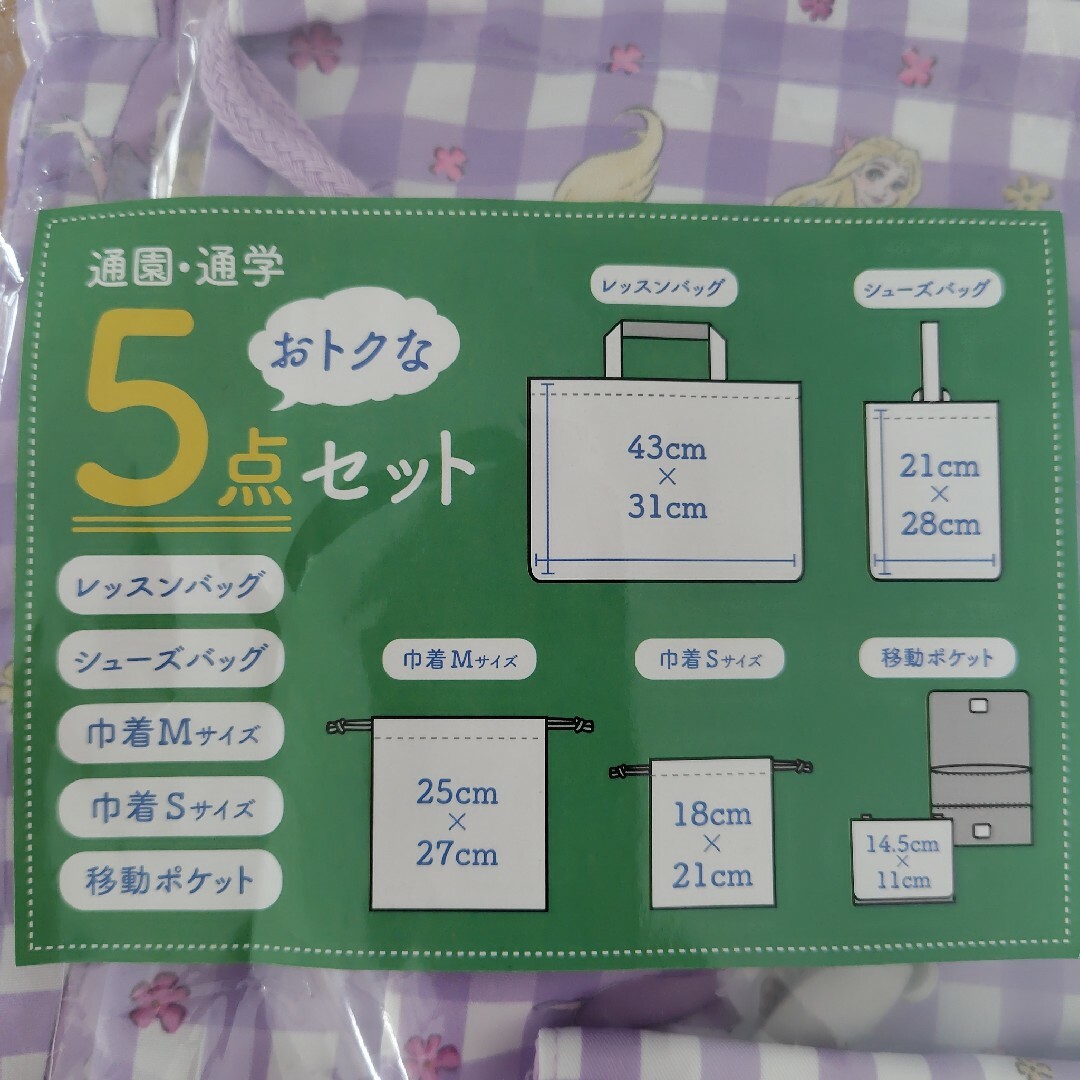 通園・通学
おトクな
5点セット
レッスンバッグ
シューズバッグ
巾着Mサイズ
巾着Sサイズ
移動ポケット
レッスンバッグ
43cm
×
31cm
シューズバッグ
21cm
×
28cm
巾着Mサイズ
25cm
×
27cm
巾着Sサイズ
18cm
×
21cm
移動ポケット
14.5cm
×
11cm